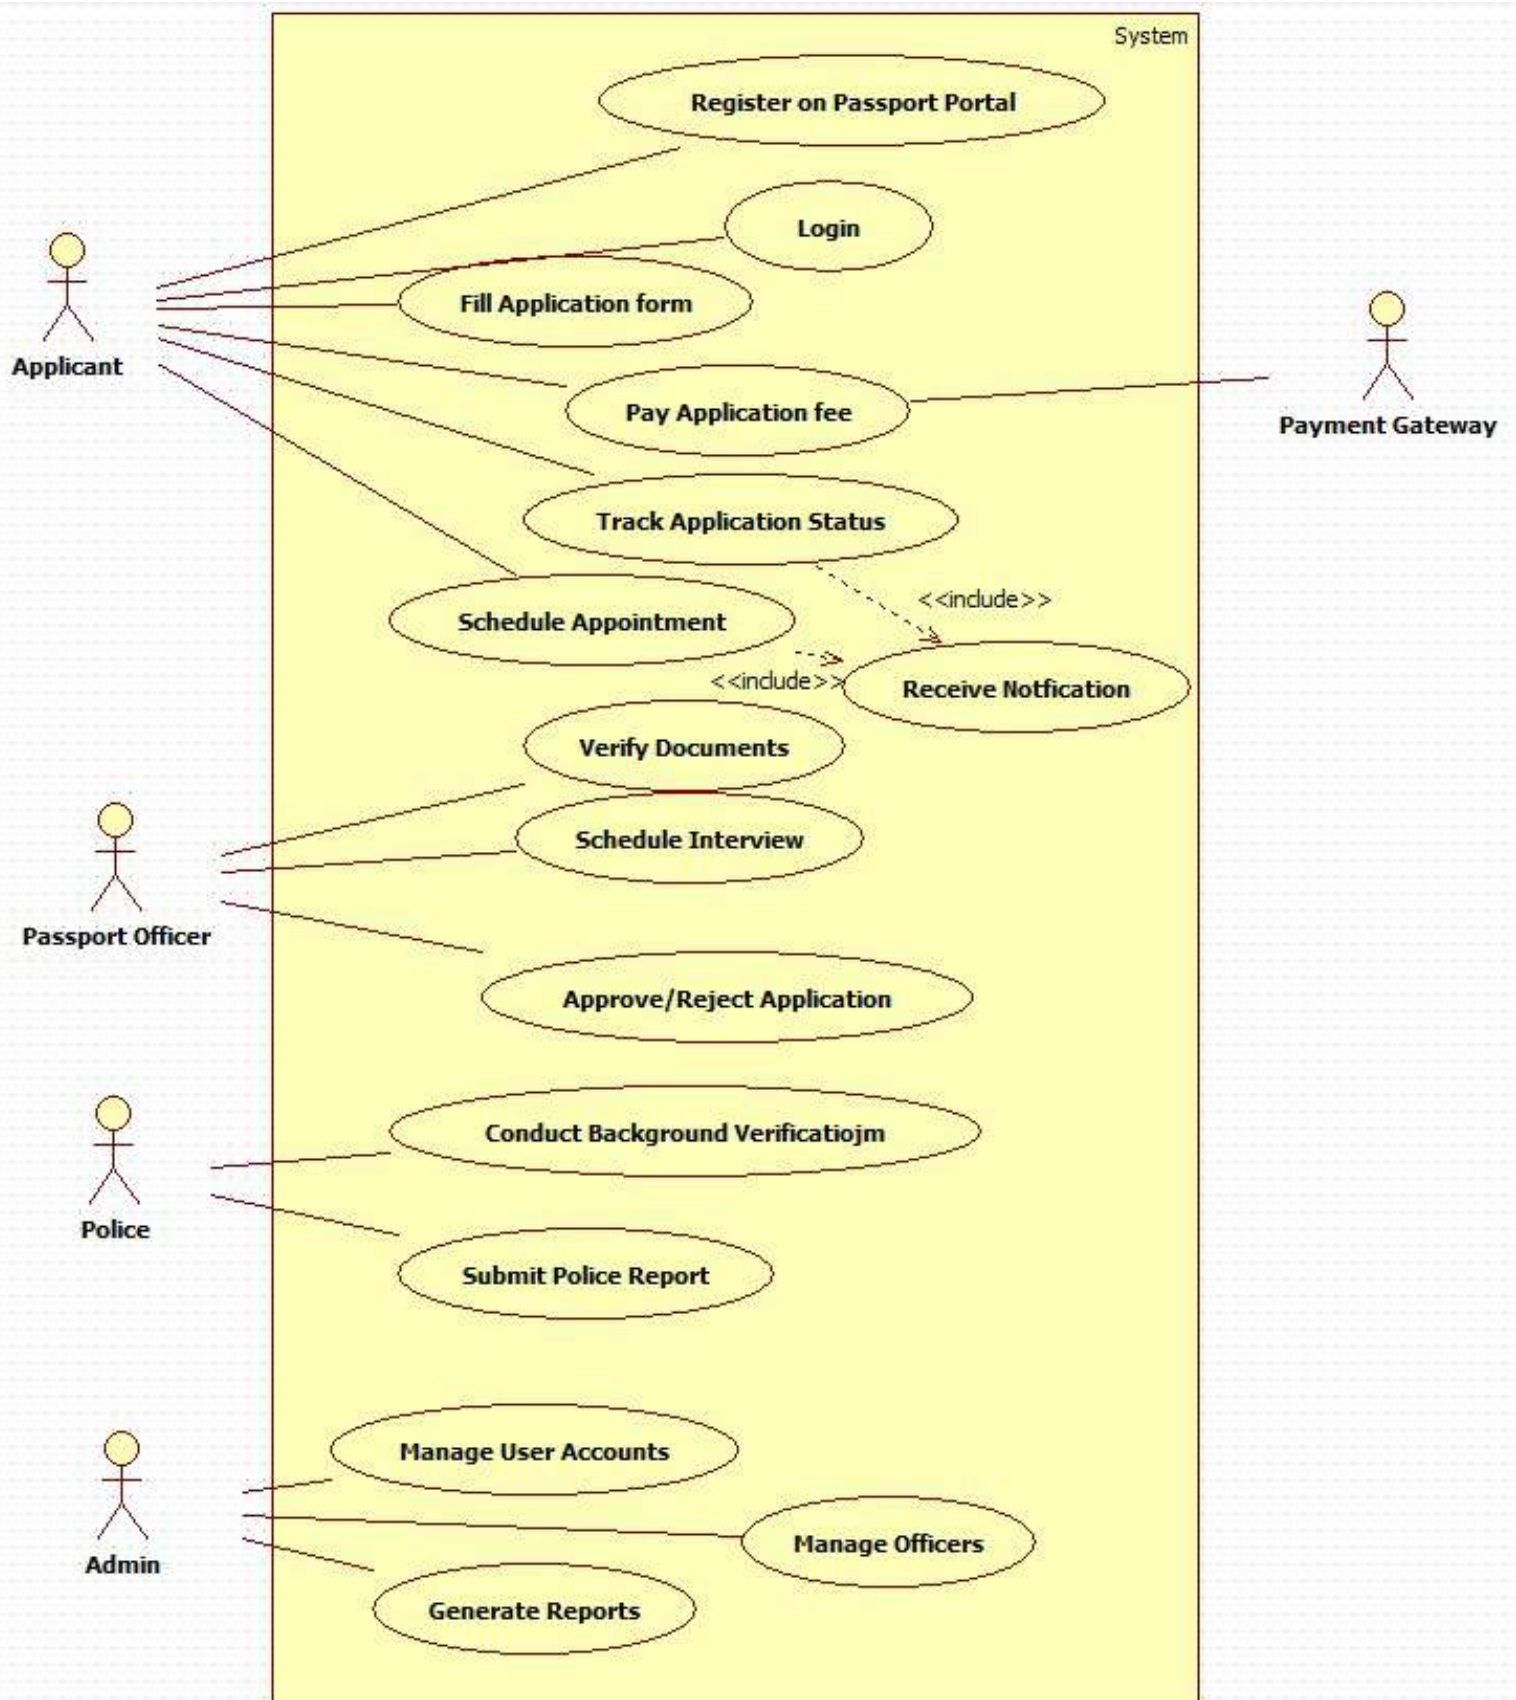 System
Register on Passport Portal
Login
Fill Application form
Applicant
Pay Application fee
Payment Gateway
Track Application Status
<<include>>
Schedule Appointment
<<include>>
Receive Notfication
Verify Documents
Schedule Interview
Passport Officer
Approve/Reject Application
Conduct Background Verificatiojm
Police
Submit Police Report
Manage User Accounts
Manage Officers
Admin
Generate Reports